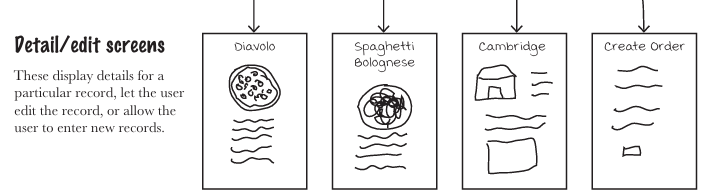 Detail/edit screens
These display details for a
particular record, let the user
edit the record, or allow the
user to enter new records.
Diavolo
Spaghetti
Bolognese
Cambridge
Create Order